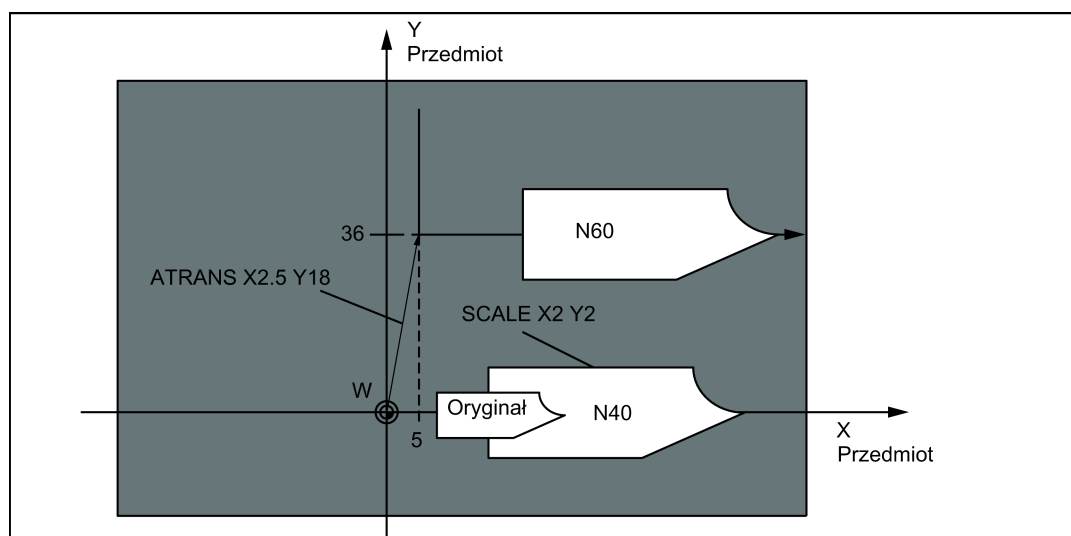 Y
Przedmiot
N60
36
ATRANS X2.5 Y18
SCALE X2 Y2
W
Oryginał
N40
5
X
Przedmiot